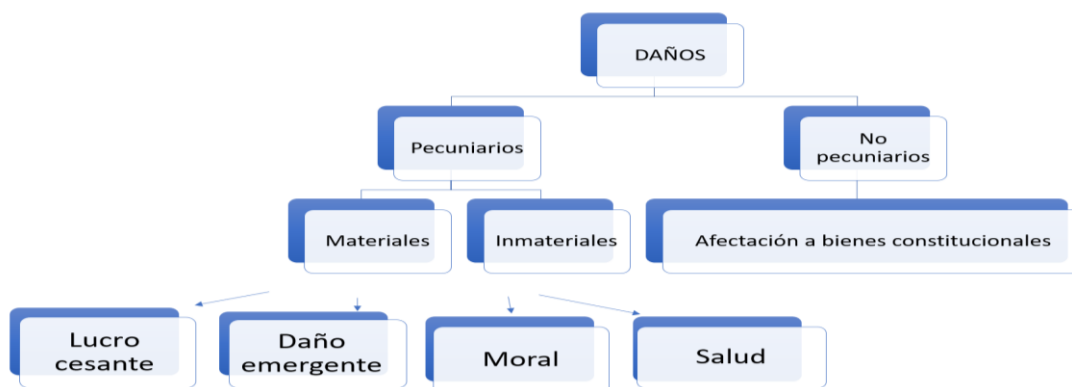 DAÑOS
Pecuniarios
No
pecuniarios
Materiales
Inmateriales
Afectación a bienes constitucionales
Lucro
cesante
Daño
emergente
Moral
Salud